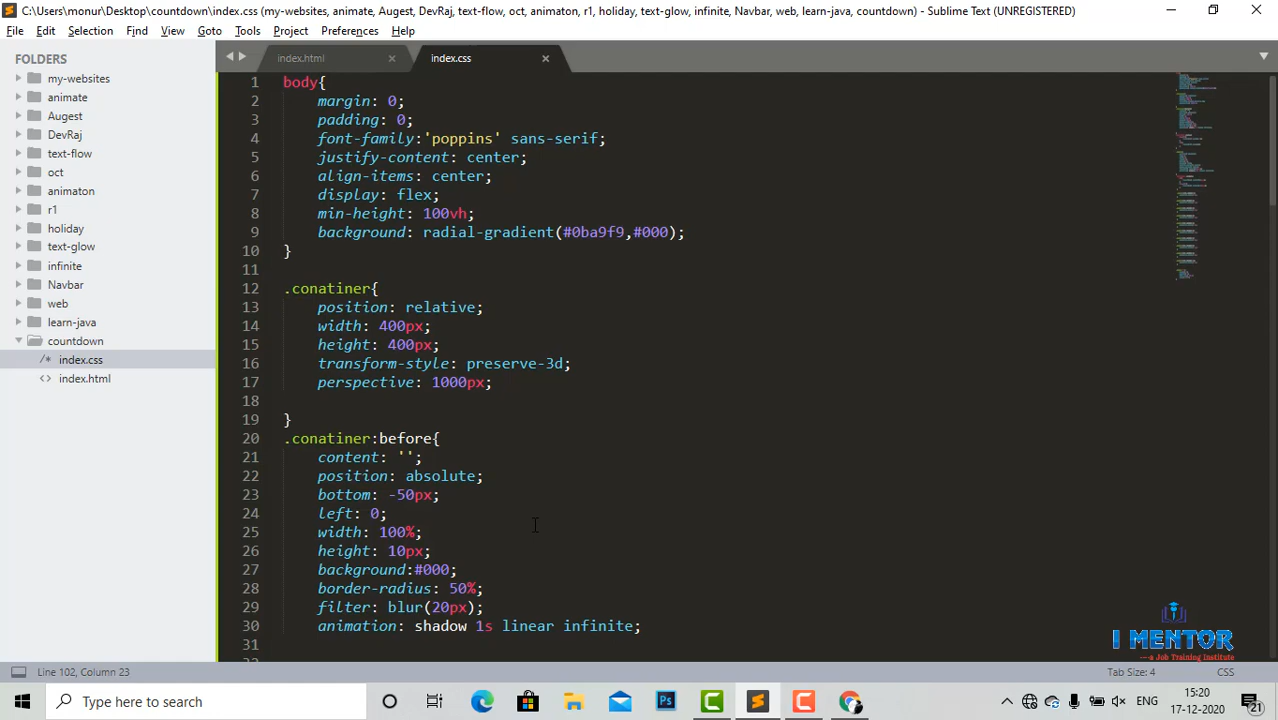 C:\Users\monur\Desktop\countdown\index.css (my-websites, animate, Augest, DevRaj, text-flow, oct, animaton, r1, holiday, text-glow, infinite, Navbar, web, learn-java, countdown) - Sublime Text (UNREGISTERED)
File Edit Selection Find View Goto Tools Project Preferences Help
FOLDERS
my-websites
animate
Augest
DevRaj
text-flow
oct
animaton
r1
holiday
text-glow
infinite
Navbar
web
learn-java
countdown
index.css
index.html
index.html index.css
1 body{
2 margin: 0;
3 padding: 0;
4 font-family:'poppins' sans-serif;
5 justify-content: center;
6 align-items: center;
7 display: flex;
8 min-height: 100vh;
9 background: radial-gradient(#0ba9f9,#000);
10 }
11
12 .conatiner{
13 position: relative;
14 width: 400px;
15 height: 400px;
16 transform-style: preserve-3d;
17 perspective: 1000px;
18
19 }
20 .conatiner:before{
21 content: '';
22 position: absolute;
23 bottom: -50px;
24 left: 0;
25 width: 100%;
26 height: 10px;
27 background:#000;
28 border-radius: 50%;
29 filter: blur(20px);
30 animation: shadow 1s linear infinite;
31
I MENTOR
—a Job Training Institute
Line 102, Column 23
Tab Size: 4 CSS
Type here to search
Ps
ENG
15:20
17-12-2020
21